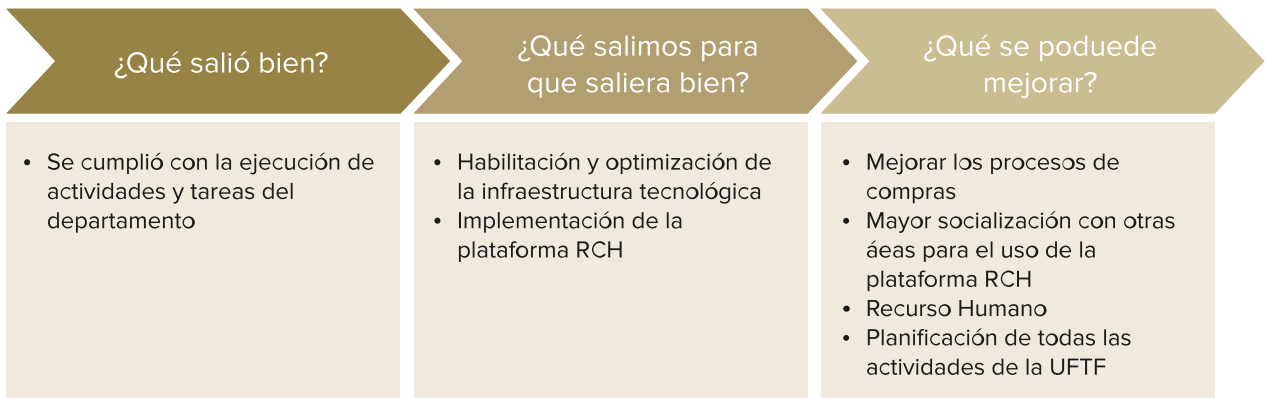 ¿Qué salió bien?
¿Qué salimos para
que saliera bien?
¿Qué se poduede
mejorar?
• Se cumplió con la ejecución de
actividades y tareas del
departamento
• Habilitación y optimización de
la infraestructura tecnológica
• Implementación de la
plataforma RCH
• Mejorar los procesos de
compras
• Mayor socialización con otras
áeas para el uso de la
plataforma RCH
• Recurso Humano
• Planificación de todas las
actividades de la UFTF